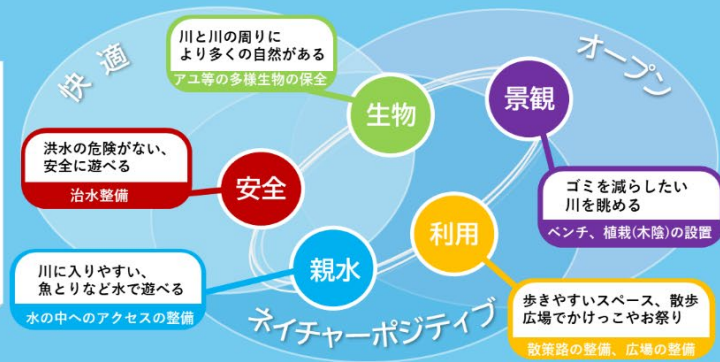 快適
オープン
川と川の周りに
より多くの自然がある
アユ等の多様生物の保全
生物
景観
洪水の危険がない、
安全に遊べる
治水整備
安全
ゴミを減らしたい
川を眺める
ベンチ、植栽(木陰)の設置
利用
川に入りやすい、
魚とりなど水で遊べる
水の中へのアクセスの整備
親水
歩きやすいスペース、散歩
広場でかけっこやお祭り
散策路の整備、広場の整備
ネイチャーポジティブ